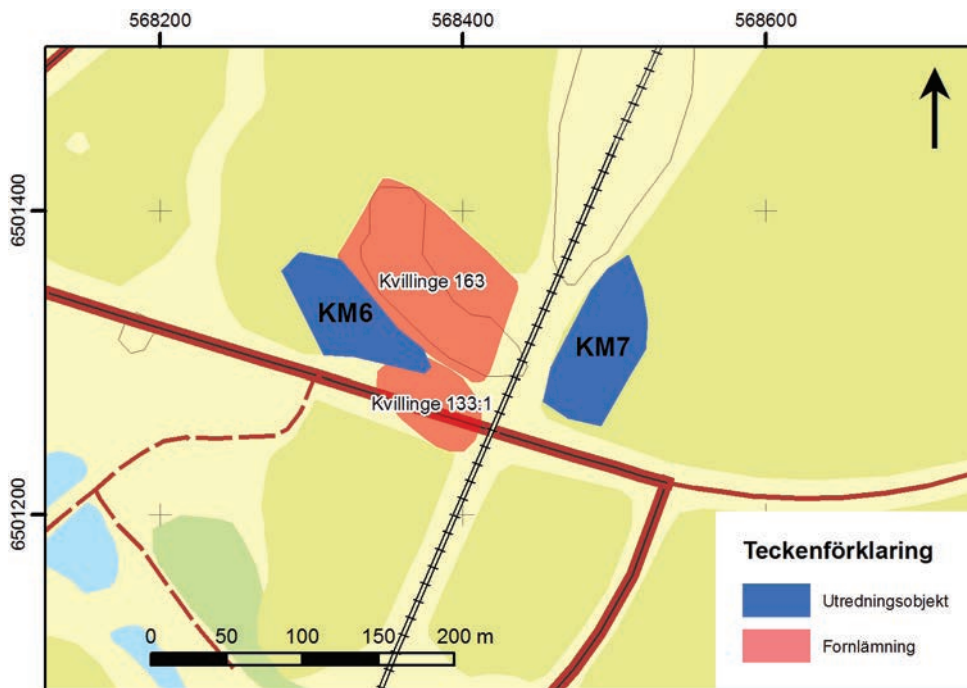 568200 568400 568600
6501400
Kvillinge 163
KM6
KM7
Kvillinge 133:1
6501200
Teckenförklaring
Utredningsobjekt
Fornlämning
0 50 100 150 200 m